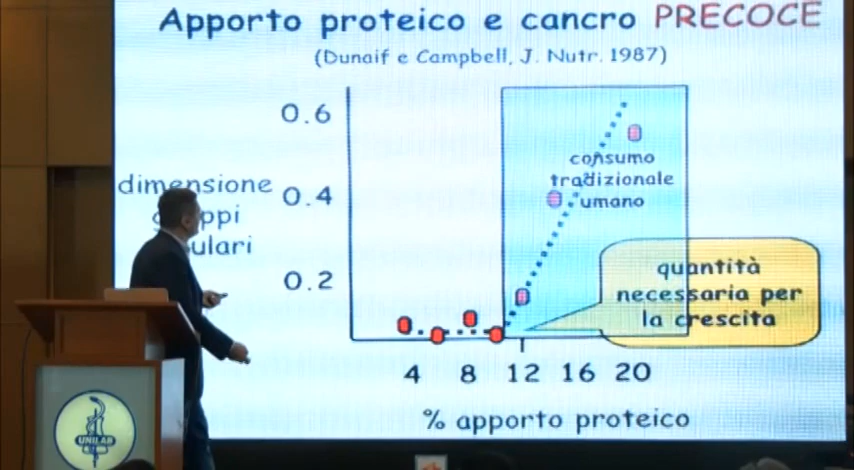 Apporto proteico e cancro PRECOCE
(Dunaif e Campbell, J. Nutr. 1987)
0.6
0.4
0.2
dimensione
consumo
tradizionale
umano
quantità
necessaria per
la crescita
4 8 12 16 20
% apporto proteico
UNILAB